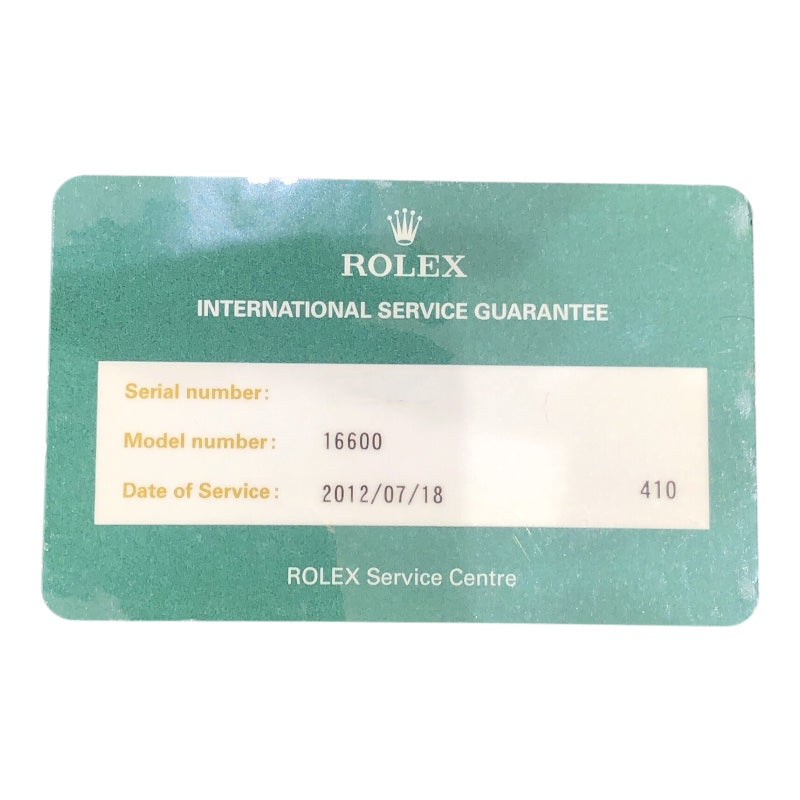 ROLEX
INTERNATIONAL SERVICE GUARANTEE
Serial number:
Model number: 16600
Date of Service: 2012/07/18 410
ROLEX Service Centre